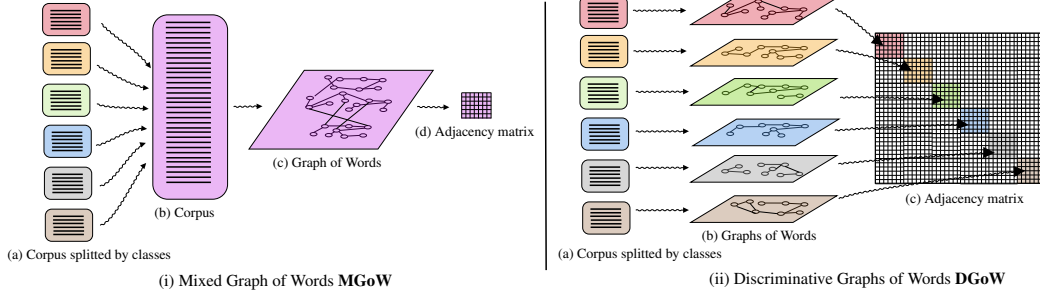 (d) Adjacency matrix
(c) Graph of Words
(b) Corpus
(a) Corpus splitted by classes
(i) Mixed Graph of Words MGoW
(c) Adjacency matrix
(b) Graphs of Words
(a) Corpus splitted by classes
(ii) Discriminative Graphs of Words DGoW